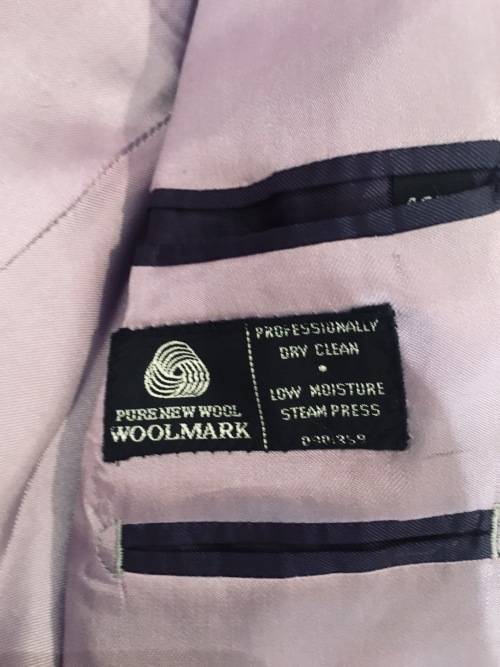 PURE NEW WOOL
WOOLMARK
PROFESSIONALLY
DRY CLEAN
•
LOW MOISTURE
STEAM PRESS